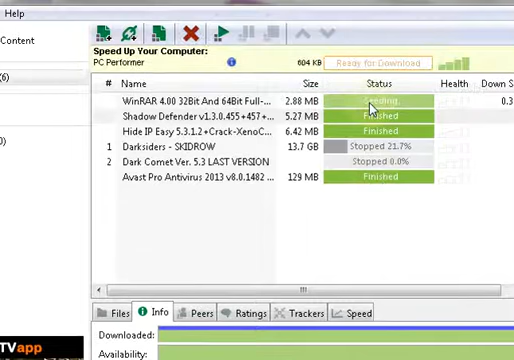 Help
Content
Speed Up Your Computer:
PC Performer 604 KB Ready for Download
(6)
# Name Size Status Health Down S
WinRAR 4.00 32Bit And 64Bit Full-... 2.88 MB Seeding 0.3
Shadow Defender v1.3.0.455+457+... 5.27 MB Finished
Hide IP Easy 5.3.1.2+Crack-XenoC... 6.42 MB Finished
0)
1 Darksiders - SKIDROW 13.7 GB Stopped 21.7%
2 Dark Comet Ver. 5.3 LAST VERSION Stopped 0.0%
Avast Pro Antivirus 2013 v8.0.1482 ... 129 MB Finished
Files Info Peers Ratings Trackers Speed
Downloaded:
TVapp
Availability: